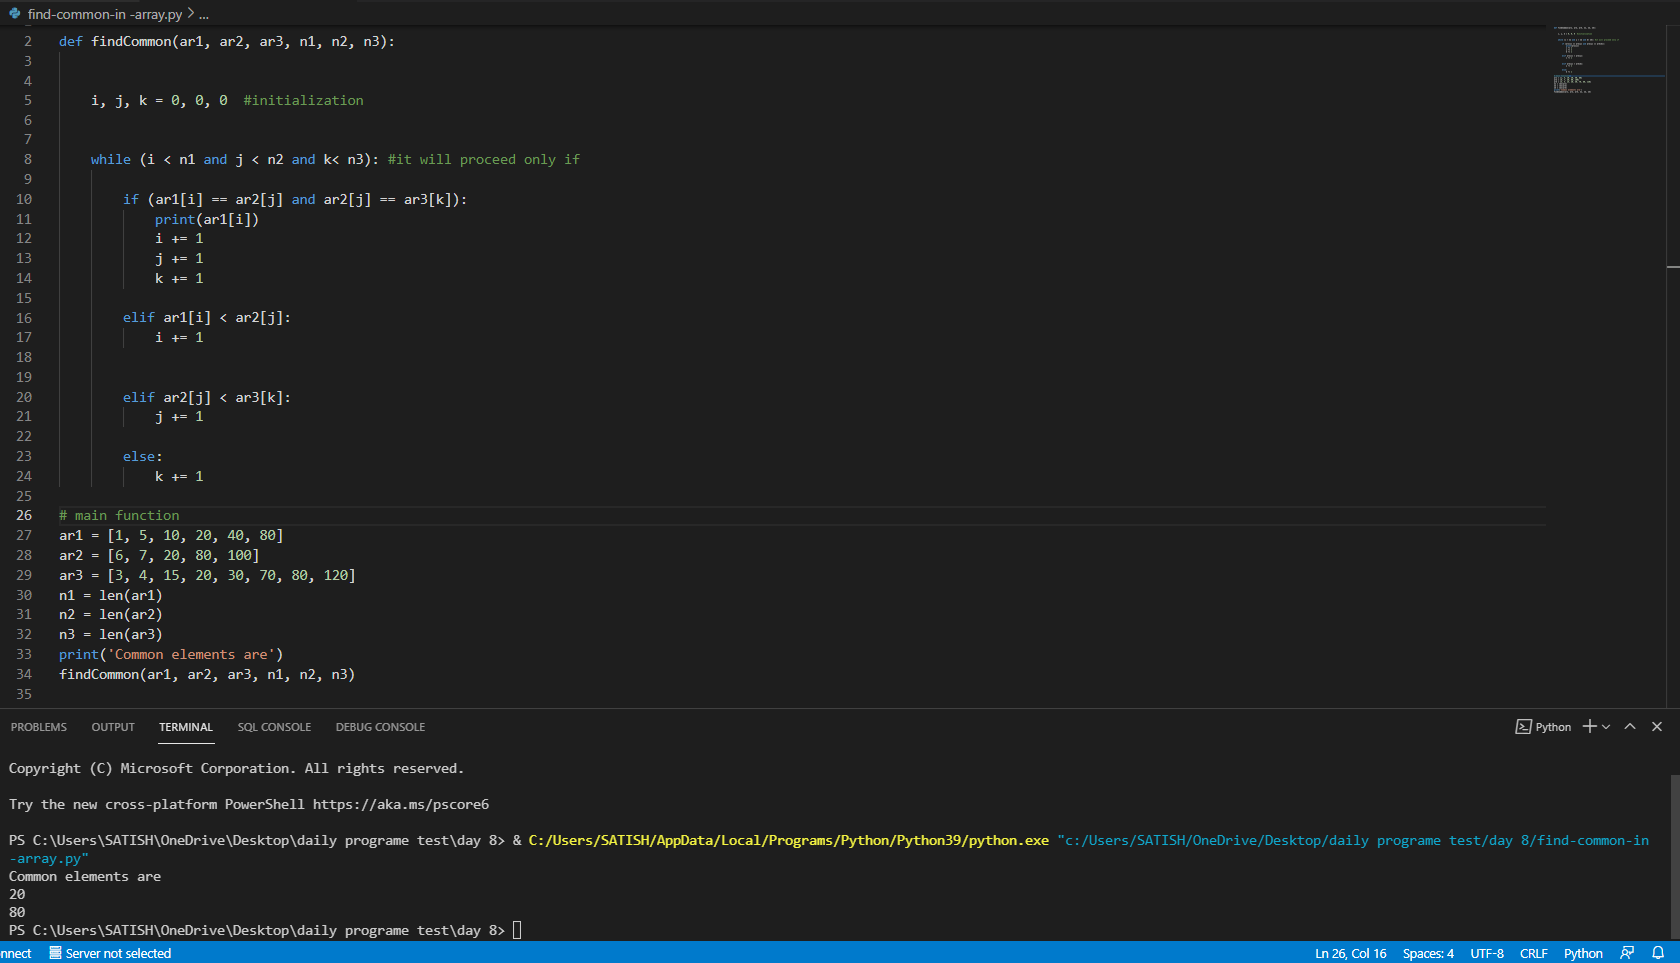 find-common-in -array.py > ...
2 def findCommon(ar1, ar2, ar3, n1, n2, n3):
3
4
5 i, j, k = 0, 0, 0  #initialization
6
7
8 while (i < n1 and j < n2 and k< n3): #it will proceed only if
9
10 if (ar1[i] == ar2[j] and ar2[j] == ar3[k]):
11 print(ar1[i])
12 i += 1
13 j += 1
14 k += 1
15
16 elif ar1[i] < ar2[j]:
17 i += 1
18
19
20 elif ar2[j] < ar3[k]:
21 j += 1
22
23 else:
24 k += 1
25
26 # main function
27 ar1 = [1, 5, 10, 20, 40, 80]
28 ar2 = [6, 7, 20, 80, 100]
29 ar3 = [3, 4, 15, 20, 30, 70, 80, 120]
30 n1 = len(ar1)
31 n2 = len(ar2)
32 n3 = len(ar3)
33 print('Common elements are')
34 findCommon(ar1, ar2, ar3, n1, n2, n3)
35
PROBLEMS OUTPUT TERMINAL SQL CONSOLE DEBUG CONSOLE Python
Copyright (C) Microsoft Corporation. All rights reserved.
Try the new cross-platform PowerShell https://aka.ms/pscore6
PS C:\Users\SATISH\OneDrive\Desktop\daily programe test\day 8> & C:/Users/SATISH/AppData/Local/Programs/Python/Python39/python.exe "c:/Users/SATISH/OneDrive/Desktop/daily programe test/day 8/find-common-in
-array.py"
Common elements are
20
80
PS C:\Users\SATISH\OneDrive\Desktop\daily programe test\day 8>
nnect Server not selected Ln 26, Col 16 Spaces: 4 UTF-8 CRLF Python